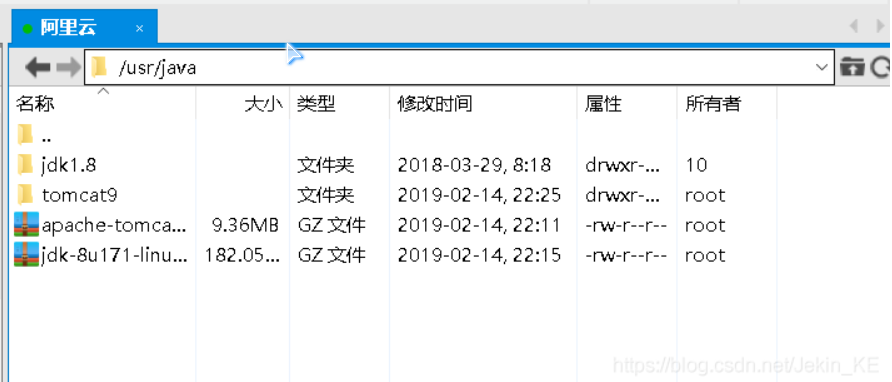 阿里云 ×
/usr/java
名称 大小 类型 修改时间 属性 所有者
..
jdk1.8 文件夹 2018-03-29, 8:18 drwxr-... 10
tomcat9 文件夹 2019-02-14, 22:25 drwxr-... root
apache-tomca... 9.36MB GZ 文件 2019-02-14, 22:11 -rw-r--r-- root
jdk-8u171-linu... 182.05... GZ 文件 2019-02-14, 22:15 -rw-r--r-- root
https://blog.csdn.net/Jekin_KE